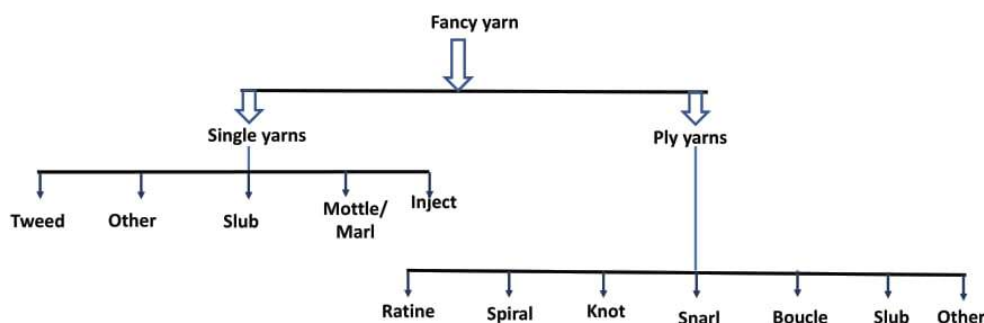 Fancy yarn
Single yarns
Ply yarns
Tweed
Other
Slub
Mottle/
Marl
Inject
Ratine
Spiral
Knot
Snarl
Boucle
Slub
Other